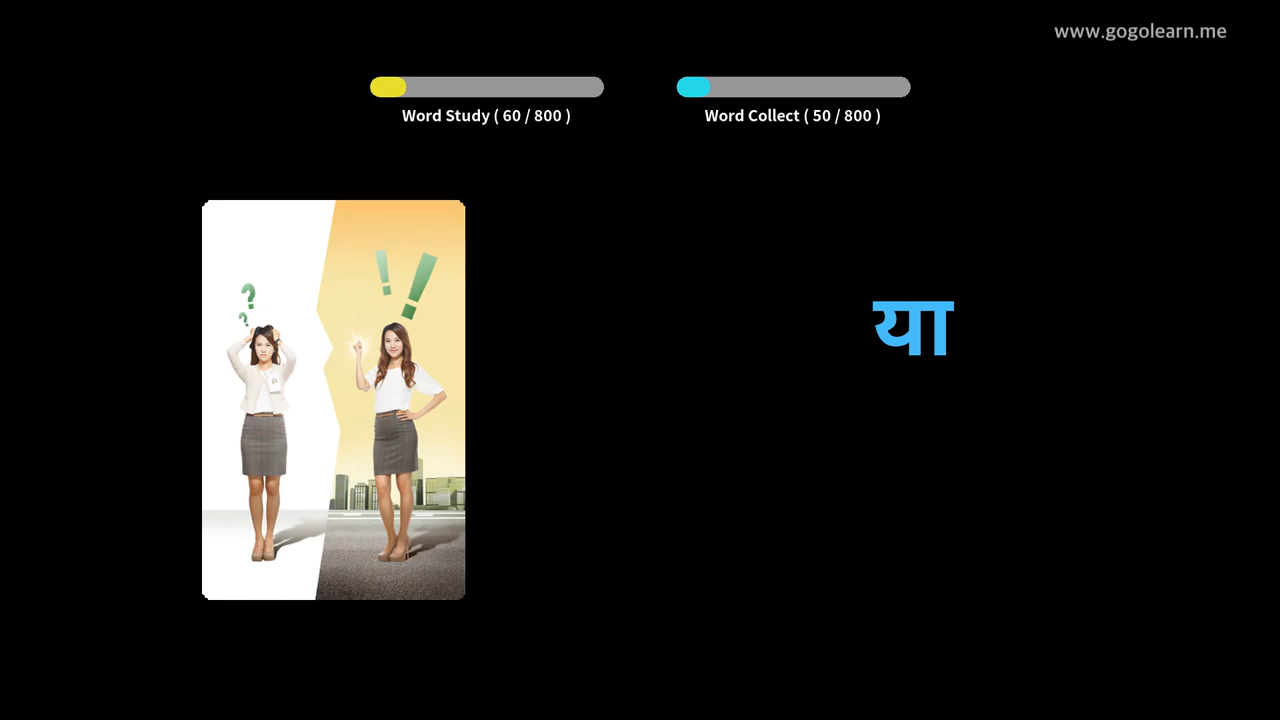 www.gogolearn.me
Word Study ( 60 / 800 )
Word Collect ( 50 / 800 )
? ?
! !
या